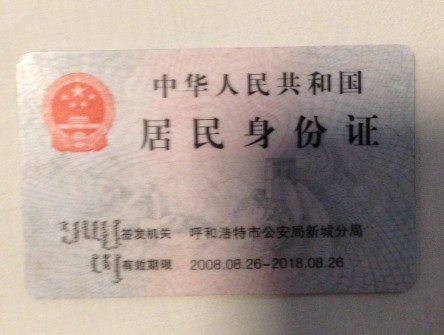 中华人民共和国
居民身份证
签发机关 呼和浩特市公安局新城分局
有效期限 2008.08.26-2018.08.26